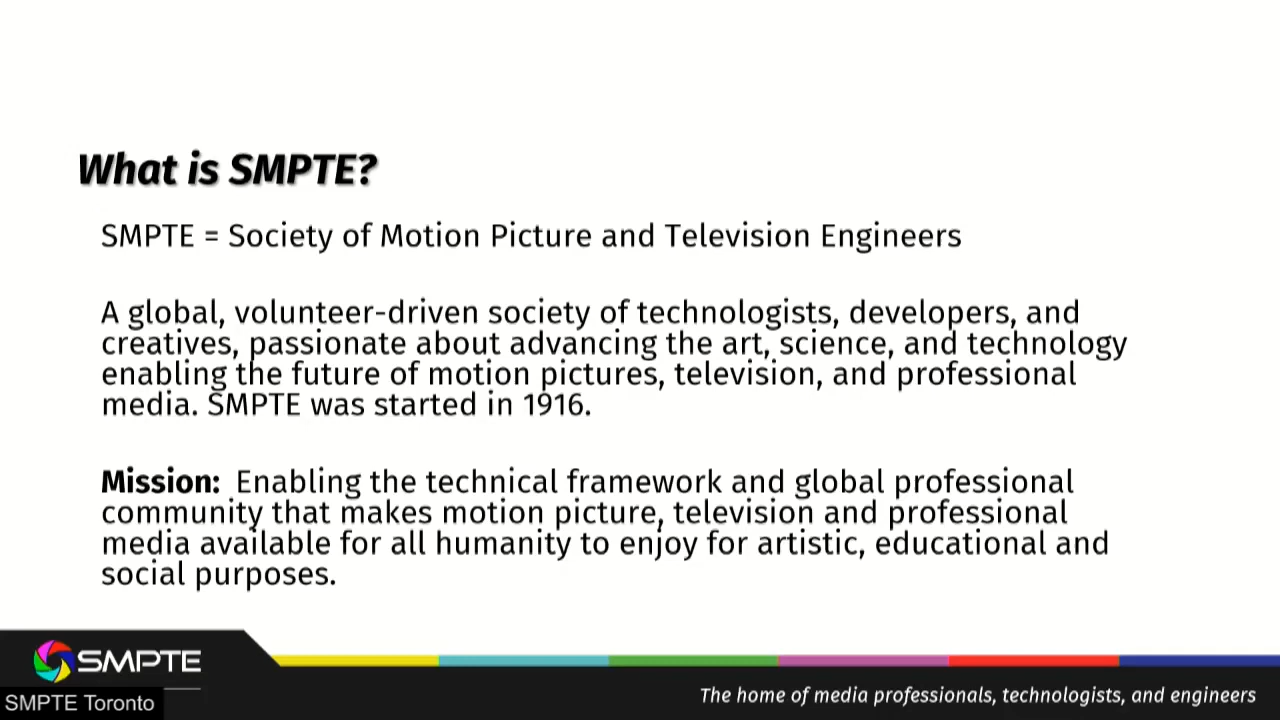 What is SMPTE?
SMPTE = Society of Motion Picture and Television Engineers
A global, volunteer-driven society of technologists, developers, and
creatives, passionate about advancing the art, science, and technology
enabling the future of motion pictures, television, and professional
media. SMPTE was started in 1916.
Mission: Enabling the technical framework and global professional
community that makes motion picture, television and professional
media available for all humanity to enjoy for artistic, educational and
social purposes.
SMPTE
SMPTE Toronto
The home of media professionals, technologists, and engineers